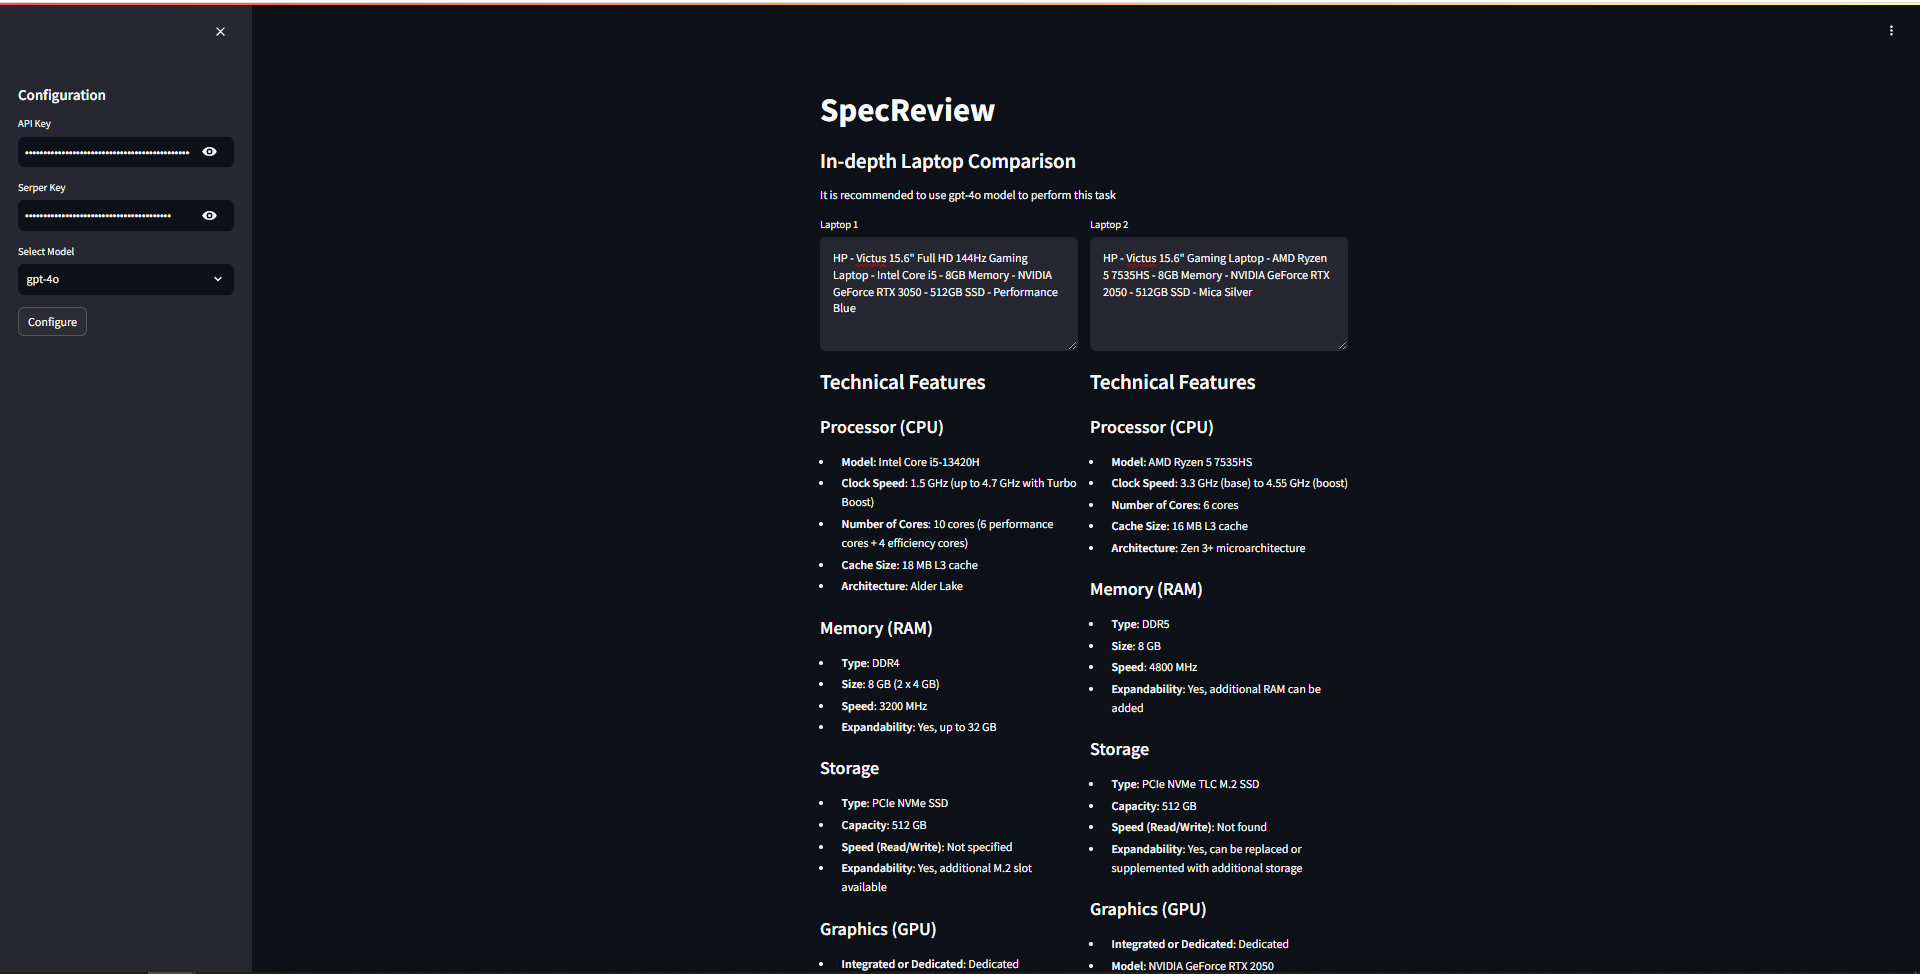 Configuration
API Key
Serper Key
Select Model
gpt-4o
Configure
SpecReview
In-depth Laptop Comparison
It is recommended to use gpt-4o model to perform this task
Laptop 1
HP - Victus 15.6" Full HD 144Hz Gaming
Laptop - Intel Core i5 - 8GB Memory - NVIDIA
GeForce RTX 3050 - 512GB SSD - Performance
Blue
Technical Features
Processor (CPU)
Model: Intel Core i5-13420H
Clock Speed: 1.5 GHz (up to 4.7 GHz with Turbo
Boost)
Number of Cores: 10 cores (6 performance
cores + 4 efficiency cores)
Cache Size: 18 MB L3 cache
Architecture: Alder Lake
Memory (RAM)
Type: DDR4
Size: 8 GB (2 x 4 GB)
Speed: 3200 MHz
Expandability: Yes, up to 32 GB
Storage
Type: PCIe NVMe SSD
Capacity: 512 GB
Speed (Read/Write): Not specified
Expandability: Yes, additional M.2 slot
available
Graphics (GPU)
Integrated or Dedicated: Dedicated
Laptop 2
HP - Victus 15.6" Gaming Laptop - AMD Ryzen
5 7535HS - 8GB Memory - NVIDIA GeForce RTX
2050 - 512GB SSD - Mica Silver
Technical Features
Processor (CPU)
Model: AMD Ryzen 5 7535HS
Clock Speed: 3.3 GHz (base) to 4.55 GHz (boost)
Number of Cores: 6 cores
Cache Size: 16 MB L3 cache
Architecture: Zen 3+ microarchitecture
Memory (RAM)
Type: DDR5
Size: 8 GB
Speed: 4800 MHz
Expandability: Yes, additional RAM can be
added
Storage
Type: PCIe NVMe TLC M.2 SSD
Capacity: 512 GB
Speed (Read/Write): Not found
Expandability: Yes, can be replaced or
supplemented with additional storage
Graphics (GPU)
Integrated or Dedicated: Dedicated
Model: NVIDIA GeForce RTX 2050